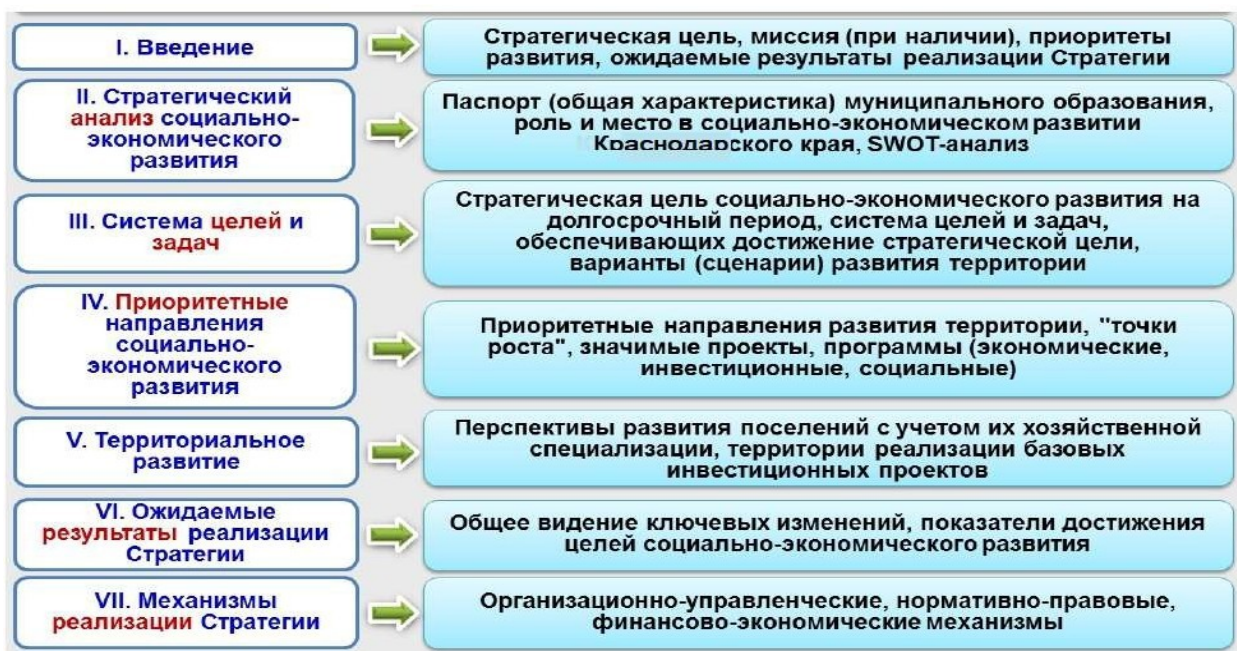 I. Введение
Стратегическая цель, миссия (при наличии), приоритеты
развития, ожидаемые результаты реализации Стратегии
II. Стратегический
анализ социально-
экономического
развития
Паспорт (общая характеристика) муниципального образования,
роль и место в социально-экономическом развитии
Краснодарского края, SWOT-анализ
III. Система целей и
задач
Стратегическая цель социально-экономического развития на
долгосрочный период, система целей и задач,
обеспечивающих достижение стратегической цели,
варианты (сценарии) развития территории
IV. Приоритетные
направления
социально-
экономического
развития
Приоритетные направления развития территории, "точки
роста", значимые проекты, программы (экономические,
инвестиционные, социальные)
V. Территориальное
развитие
Перспективы развития поселений с учетом их хозяйственной
специализации, территории реализации базовых
инвестиционных проектов
VI. Ожидаемые
результаты реализации
Стратегии
Общее видение ключевых изменений, показатели достижения
целей социально-экономического развития
VII. Механизмы
реализации Стратегии
Организационно-управленческие, нормативно-правовые,
финансово-экономические механизмы